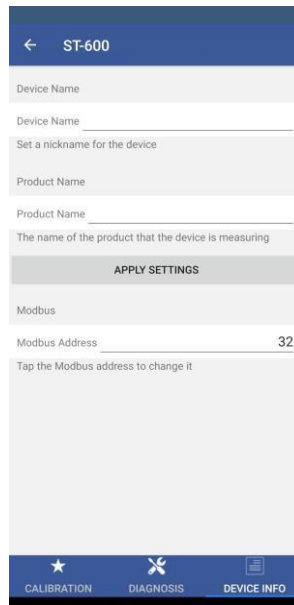 ST-600
Device Name
Device Name
Set a nickname for the device
Product Name
Product Name
The name of the product that the device is measuring
APPLY SETTINGS
Modbus
Modbus Address 32
Tap the Modbus address to change it
CALIBRATION DIAGNOSIS DEVICE INFO